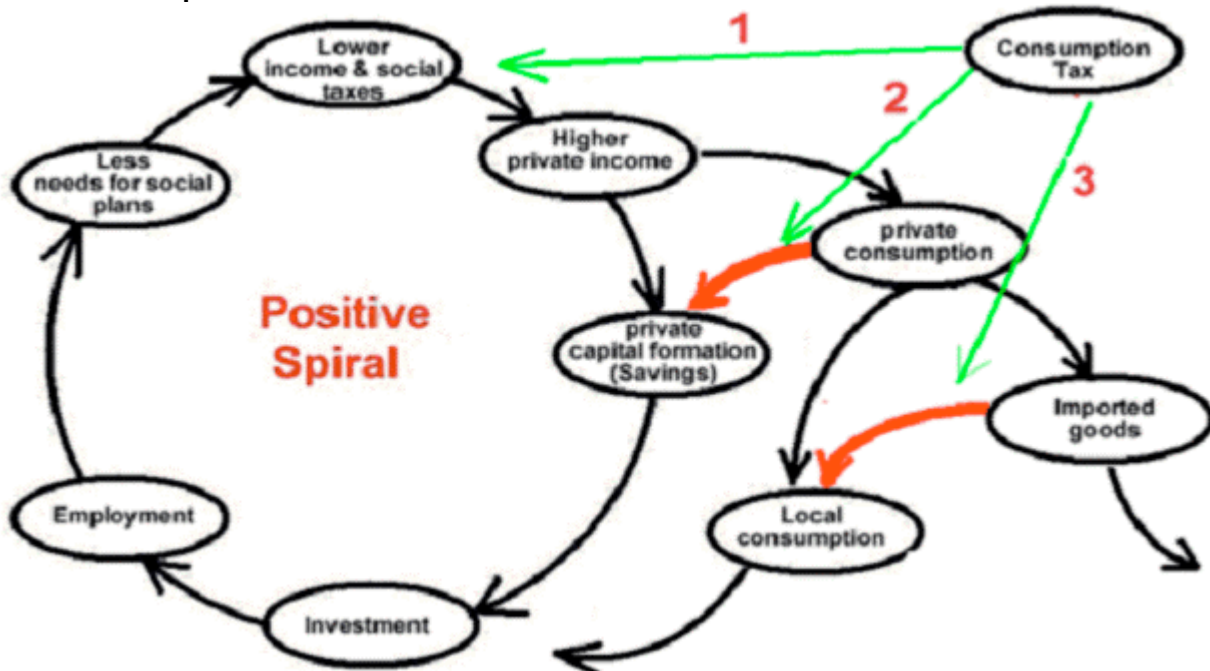 1
Lower
income & social
taxes
Consumption
Tax
2
Higher
private income
Less
needs for social
plans
3
private
consumption
Positive
Spiral
private
capital formation
(Savings)
Imported
goods
Employment
Local
consumption
Investment